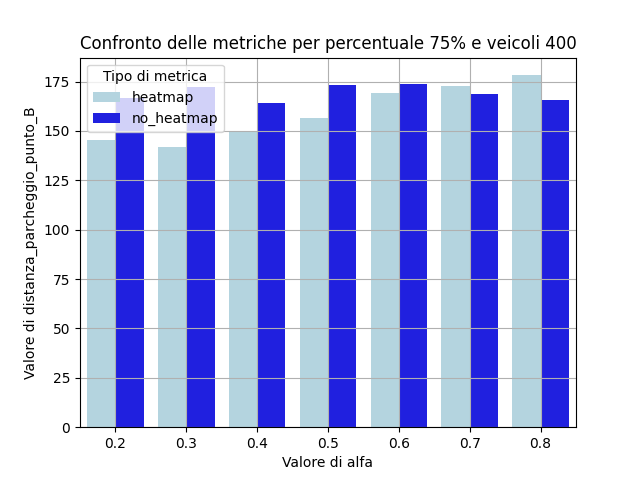 Confronto delle metriche per percentuale 75% e veicoli 400
Tipo di metrica
heatmap
no_heatmap
Valore di distanza_parcheggio_punto_B
175
150
125
100
75
50
25
0
0.2 0.3 0.4 0.5 0.6 0.7 0.8
Valore di alfa